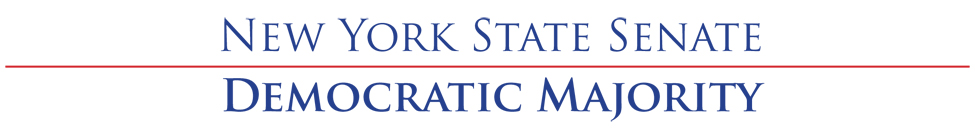 New York State Senate
Democratic Majority